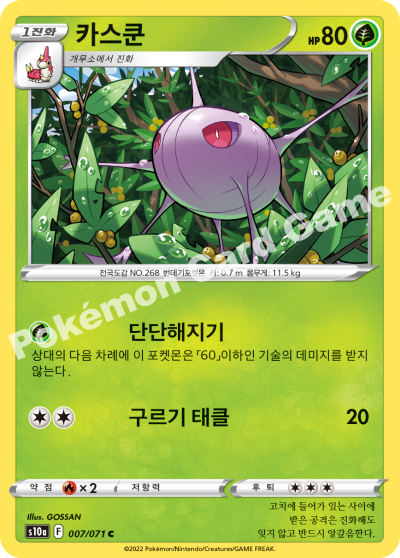 1진화
카스쿤
HP 80
개무소에서 진화
전국도감 NO.268 번데기포켓몬 키: 0.7 m 몸무게: 11.5 kg
Pokémon Card Game
단단해지기
상대의 다음 차례에 이 포켓몬은 「60」이하인 기술의 데미지를 받지
않는다.
구르기 태클 20
약점 ×2 저항력 후퇴
Illus. GOSSAN
s10a F 007/071 C
고치에 들어가 있는 사이에
받은 공격은 진화해도
잊지 않고 반드시 앙갚음한다.
©2022 Pokémon/Nintendo/Creatures/GAME FREAK.